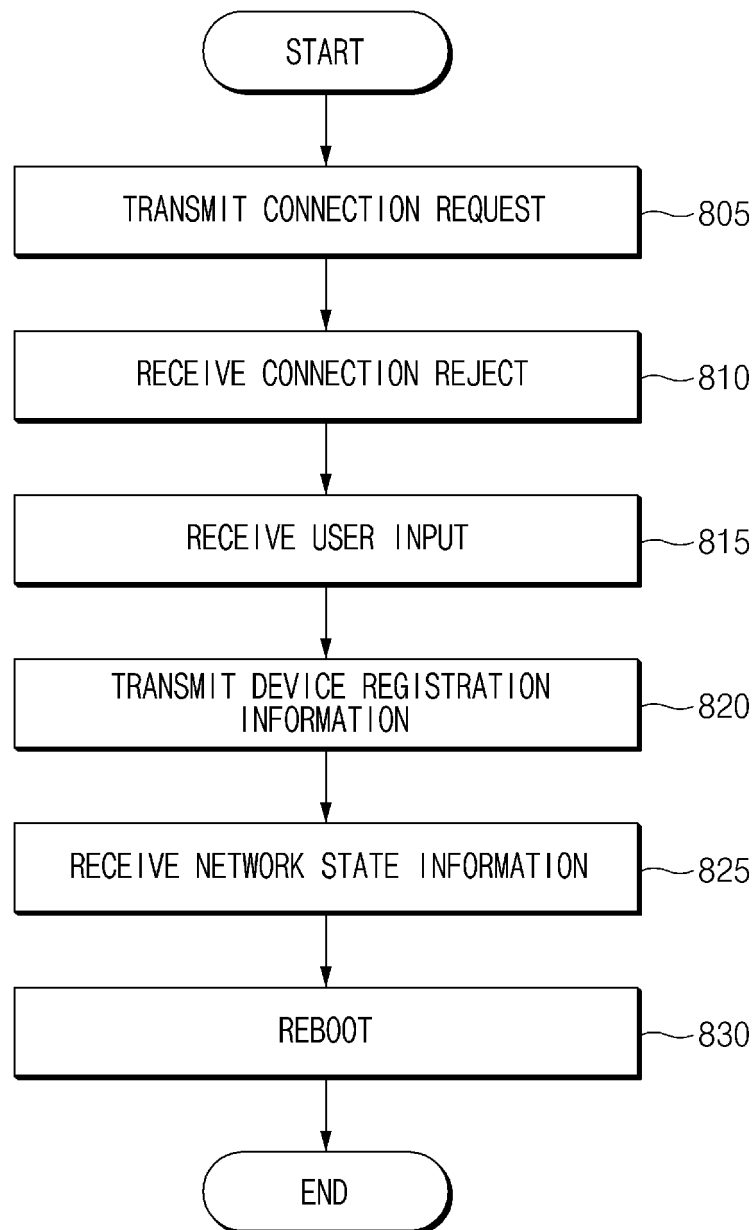 START
TRANSMIT CONNECTION REQUEST
805
RECEIVE CONNECTION REJECT
810
RECEIVE USER INPUT
815
TRANSMIT DEVICE REGISTRATION
INFORMATION
820
RECEIVE NETWORK STATE INFORMATION
825
REBOOT
830
END